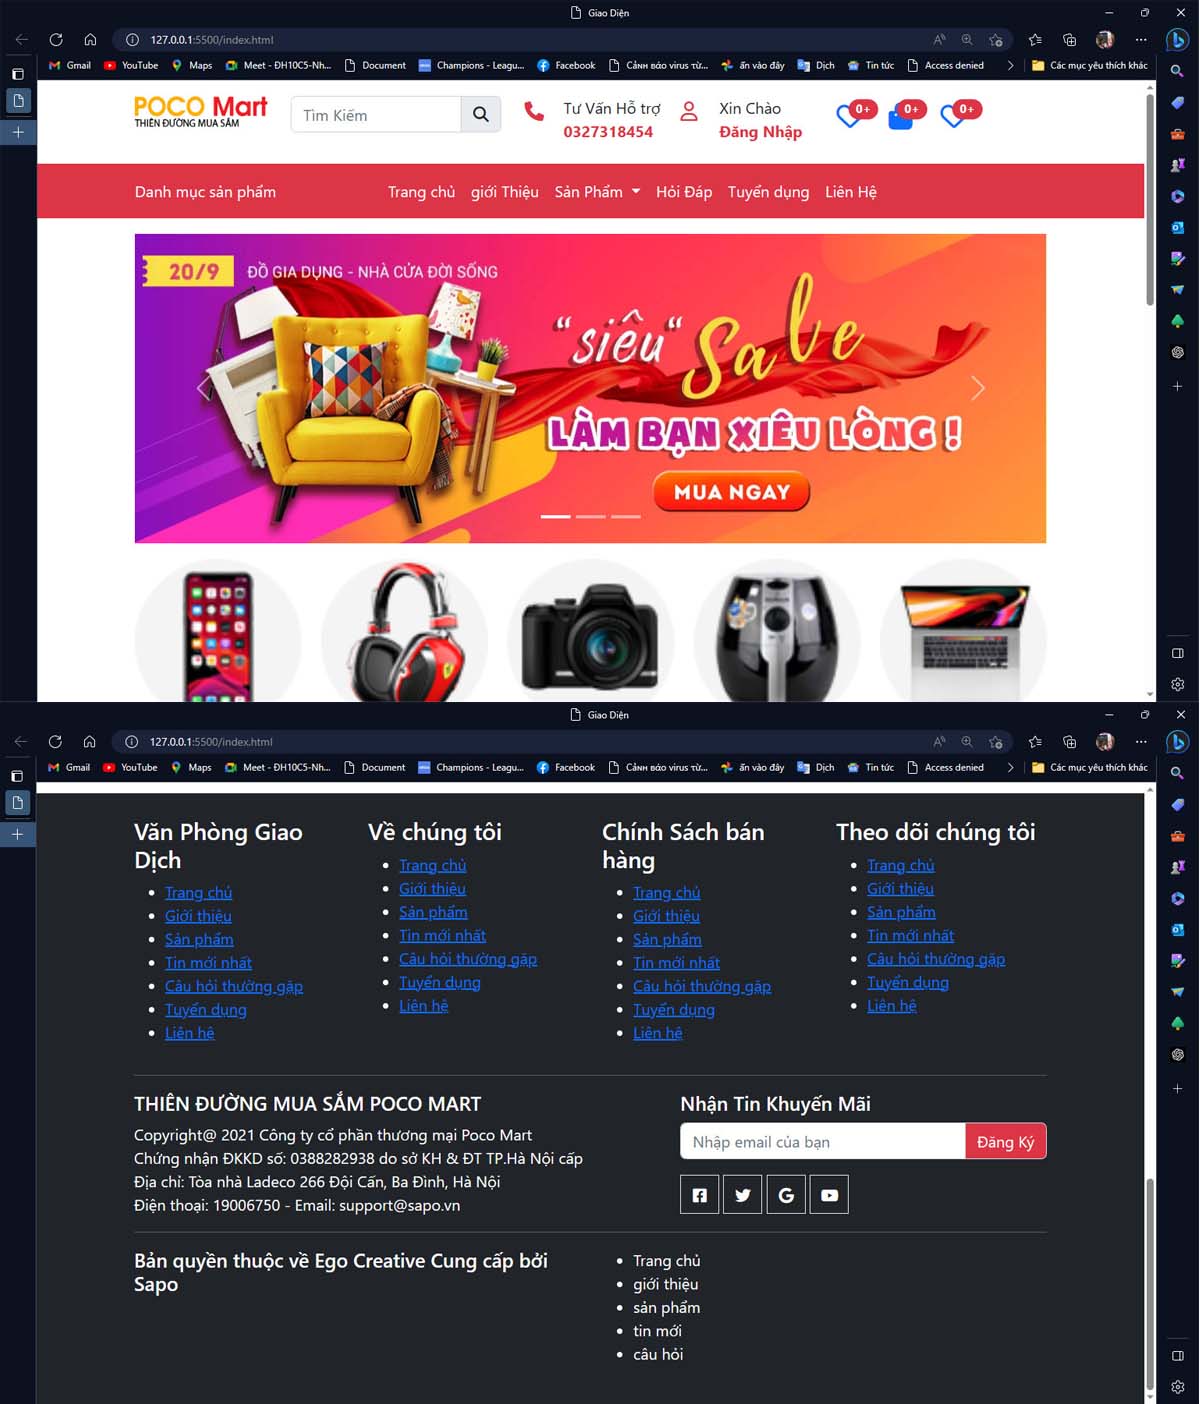 Giao Diện
127.0.0.1:5500/index.html
Gmail YouTube Maps Meet - ĐH10C5-Nh... Document Champions - Leagu... Facebook Cảnh báo virus từ... ấn vào đây Dịch Tin tức Access denied Các mục yêu thích khác
POCO Mart
THIÊN ĐƯỜNG MUA SẮM
Tìm Kiếm
Tư Vấn Hỗ trợ
0327318454
Xin Chào
Đăng Nhập
0+ 0+ 0+
Danh mục sản phẩm Trang chủ giới Thiệu Sản Phẩm Hỏi Đáp Tuyển dụng Liên Hệ
20/9 ĐỒ GIA DỤNG - NHÀ CỬA ĐỜI SỐNG
“siêu“ Sale
LÀM BẠN XIÊU LÒNG !
MUA NGAY
Giao Diện
127.0.0.1:5500/index.html
Gmail YouTube Maps Meet - ĐH10C5-Nh... Document Champions - Leagu... Facebook Cảnh báo virus từ... ấn vào đây Dịch Tin tức Access denied Các mục yêu thích khác
Văn Phòng Giao
Dịch
Trang chủ
Giới thiệu
Sản phẩm
Tin mới nhất
Câu hỏi thường gặp
Tuyển dụng
Liên hệ
Về chúng tôi
Trang chủ
Giới thiệu
Sản phẩm
Tin mới nhất
Câu hỏi thường gặp
Tuyển dụng
Liên hệ
Chính Sách bán
hàng
Trang chủ
Giới thiệu
Sản phẩm
Tin mới nhất
Câu hỏi thường gặp
Tuyển dụng
Liên hệ
Theo dõi chúng tôi
Trang chủ
Giới thiệu
Sản phẩm
Tin mới nhất
Câu hỏi thường gặp
Tuyển dụng
Liên hệ
THIÊN ĐƯỜNG MUA SẮM POCO MART
Copyright@ 2021 Công ty cổ phần thương mại Poco Mart
Chứng nhận ĐKKD số: 0388282938 do sở KH & ĐT TP.Hà Nội cấp
Địa chỉ: Tòa nhà Ladeco 266 Đội Cấn, Ba Đình, Hà Nội
Điện thoại: 19006750 - Email: support@sapo.vn
Nhận Tin Khuyến Mãi
Nhập email của bạn Đăng Ký
Bản quyền thuộc về Ego Creative Cung cấp bởi
Sapo
Trang chủ
giới thiệu
sản phẩm
tin mới
câu hỏi